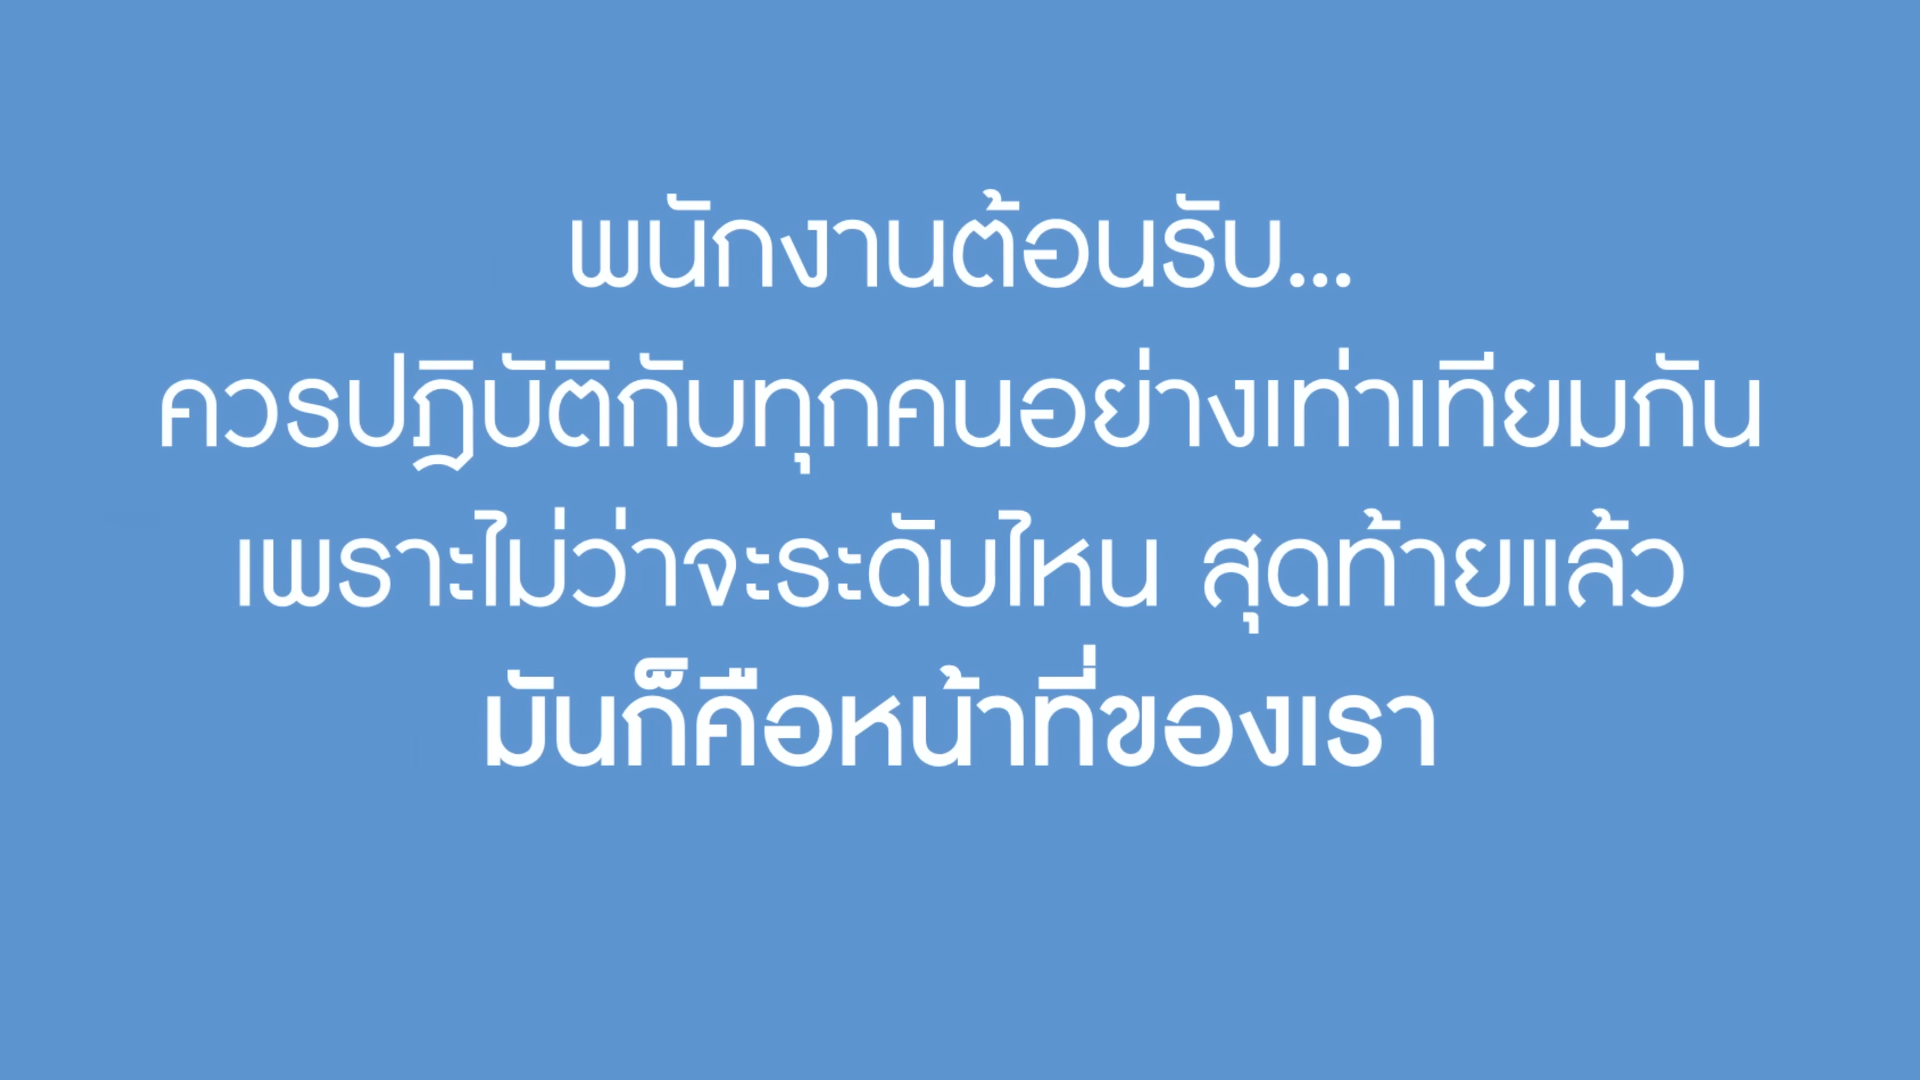 พนักงานต้อนรับ...
ควรปฏิบัติกับทุกคนอย่างเท่าเทียมกัน
เพราะไม่ว่าจะระดับไหน สุดท้ายแล้ว
มันก็คือหน้าที่ของเรา